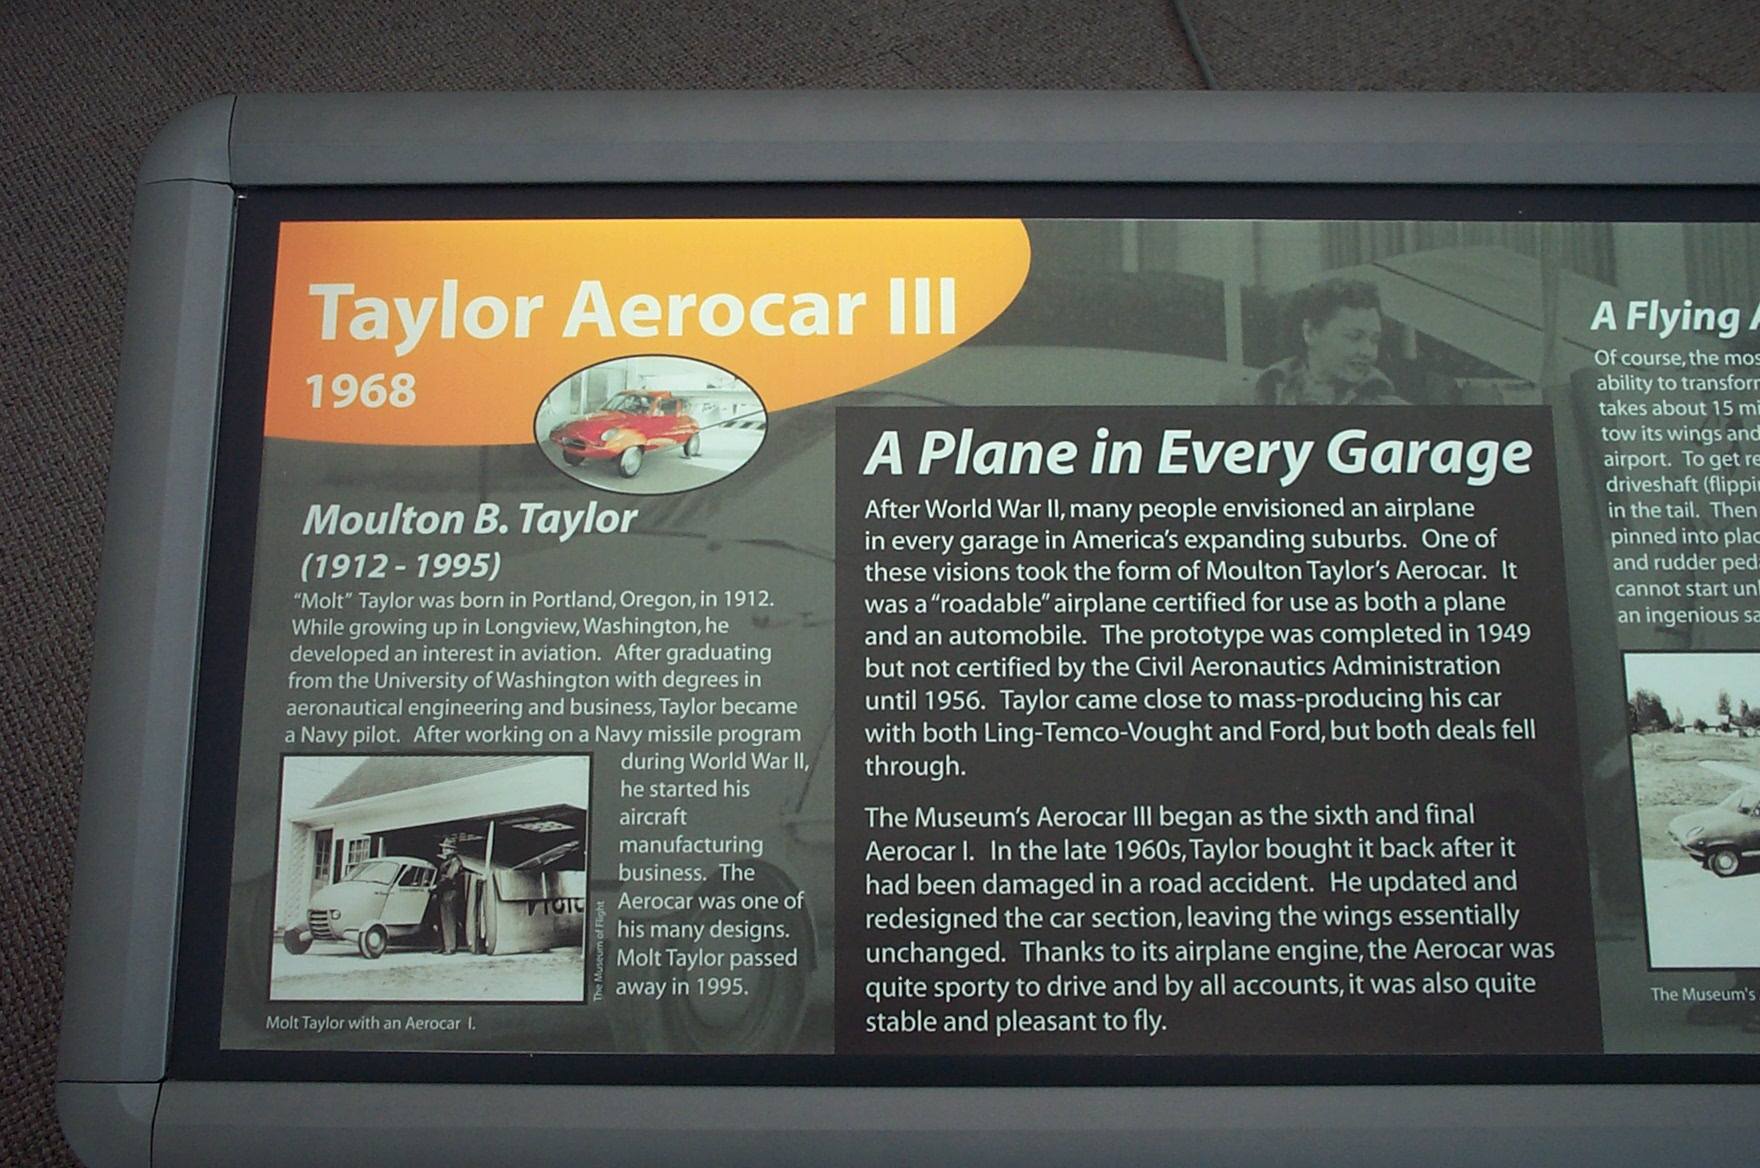 Taylor Aerocar III
1968
Moulton B. Taylor
(1912 - 1995)
"Molt" Taylor was born in Portland, Oregon, in 1912.
While growing up in Longview, Washington, he
developed an interest in aviation. After graduating
from the University of Washington with degrees in
aeronautical engineering and business, Taylor became
a Navy pilot. After working on a Navy missile program
during World War II,
he started his
aircraft
manufacturing
business. The
Aerocar was one of
his many designs.
Molt Taylor passed
away in 1995.
The Museum of Flight
Molt Taylor with an Aerocar I.
A Plane in Every Garage
After World War II, many people envisioned an airplane
in every garage in America's expanding suburbs. One of
these visions took the form of Moulton Taylor's Aerocar. It
was a "roadable" airplane certified for use as both a plane
and an automobile. The prototype was completed in 1949
but not certified by the Civil Aeronautics Administration
until 1956. Taylor came close to mass-producing his car
with both Ling-Temco-Vought and Ford, but both deals fell
through.
The Museum's Aerocar III began as the sixth and final
Aerocar I. In the late 1960s, Taylor bought it back after it
had been damaged in a road accident. He updated and
redesigned the car section, leaving the wings essentially
unchanged. Thanks to its airplane engine, the Aerocar was
quite sporty to drive and by all accounts, it was also quite
stable and pleasant to fly.
A Flying
Of course, the mos
ability to transfor
takes about 15 mi
tow its wings and
airport. To get re
driveshaft (flippi
in the tail. Then
pinned into plac
and rudder ped
cannot start un
an ingenious sa
The Museum's